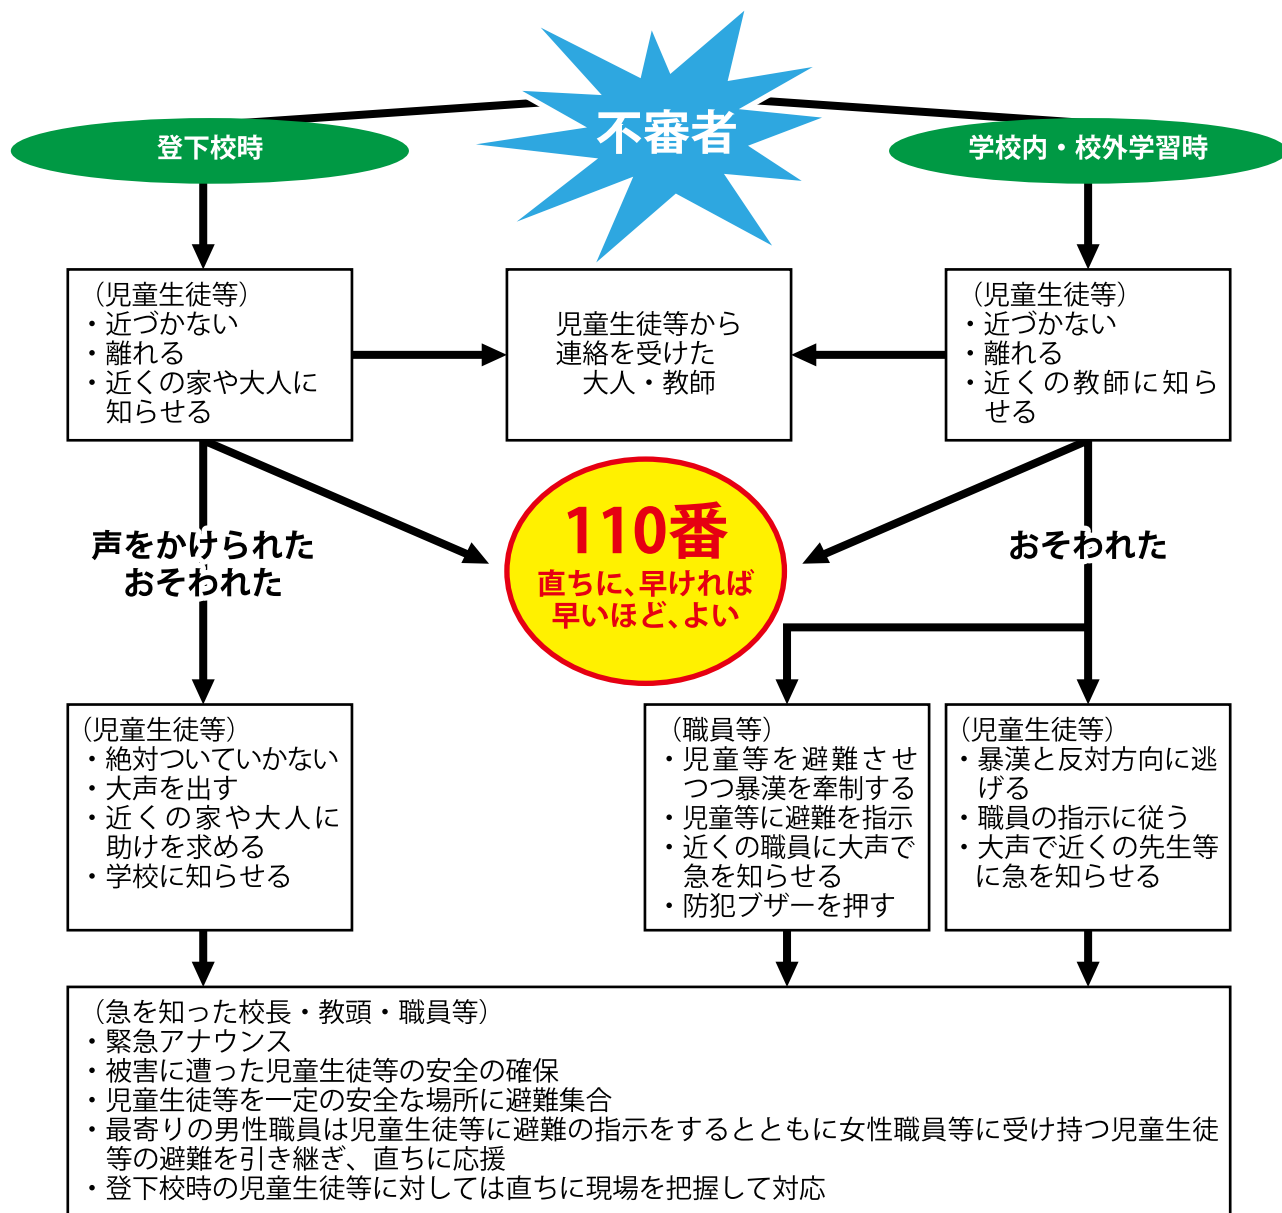 不審者
登下校時
学校内・校外学習時
（児童生徒等）
・近づかない
・離れる
・近くの家や大人に
知らせる
児童生徒等から
連絡を受けた
大人・教師
（児童生徒等）
・近づかない
・離れる
・近くの教師に知ら
せる
110番
直ちに、早ければ
早いほど、よい
声をかけられた
おそわれた
おそわれた
（児童生徒等）
・絶対ついていかない
・大声を出す
・近くの家や大人に
助けを求める
・学校に知らせる
（職員等）
・児童等を避難させ
つつ暴漢を牽制する
・児童等に避難を指示
・近くの職員に大声で
急を知らせる
・防犯ブザーを押す
（児童生徒等）
・暴漢と反対方向に逃
げる
・職員の指示に従う
・大声で近くの先生等
に急を知らせる
（急を知った校長・教頭・職員等）
・緊急アナウンス
・被害に遭った児童生徒等の安全の確保
・児童生徒等を一定の安全な場所に避難集合
・最寄りの男性職員は児童生徒等に避難の指示をするとともに女性職員等に受け持つ児童生徒
等の避難を引き継ぎ、直ちに応援
・登下校時の児童生徒等に対しては直ちに現場を把握して対応